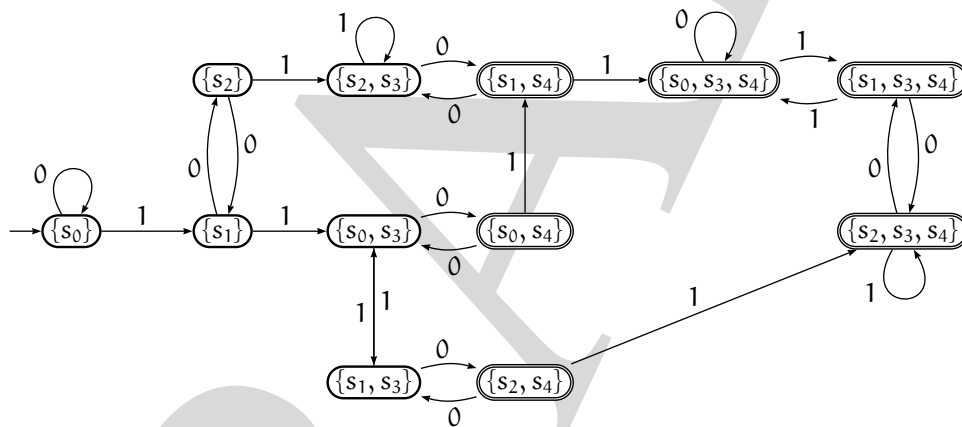 1 0 0 1
{s₂} 1 {s₂, s₃} {s₁, s₄} 1 {s₀, s₃, s₄} {s₁, s₃, s₄}
0 1
0 0 1 0 0
0 0
{s₀} 1 {s₁} 1 {s₀, s₃} {s₀, s₄} {s₂, s₃, s₄}
0
1 1 1 1
0
{s₁, s₃} {s₂, s₄}
0